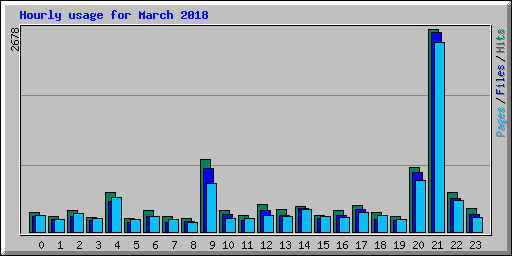 Hourly usage for March 2018
2678
Pages/Files/Hits
0 1 2 3 4 5 6 7 8 9 10 11 12 13 14 15 16 17 18 19 20 21 22 23